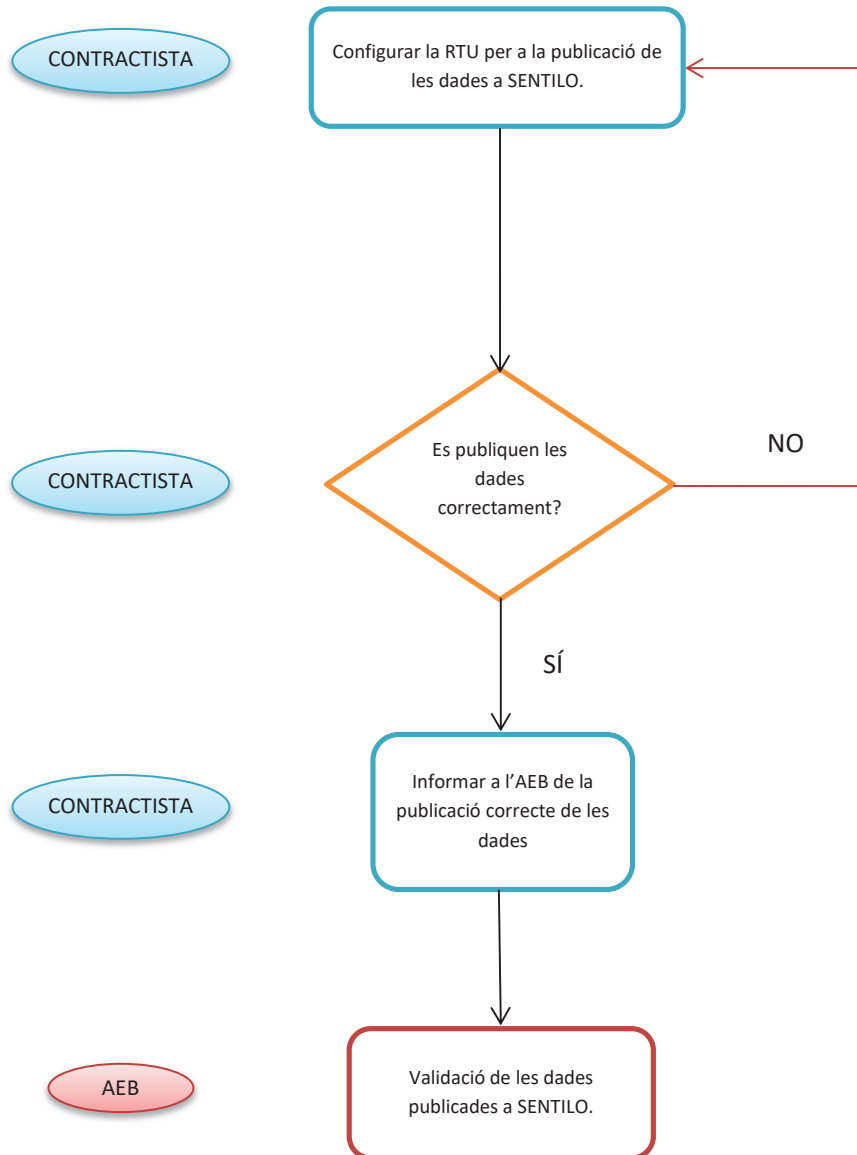 CONTRACTISTA
Configurar la RTU per a la publicació de
les dades a SENTILO.
CONTRACTISTA
Es publiquen les
dades
correctament?
NO
SÍ
CONTRACTISTA
Informar a l’AEB de la
publicació correcte de les
dades
AEB
Validació de les dades
publicades a SENTILO.